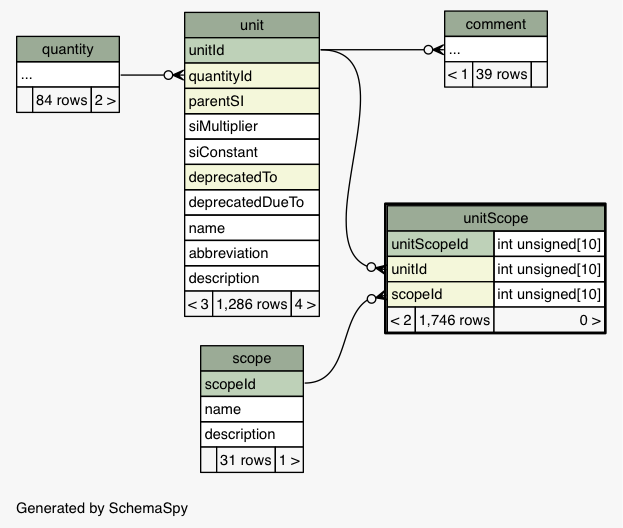 quantity
...
84 rows 2 >
unit
unitId
quantityId
parentSI
siMultiplier
siConstant
deprecatedTo
deprecatedDueTo
name
abbreviation
description
< 3 1,286 rows 4 >
comment
...
< 1 39 rows
unitScope
unitScopeId int unsigned[10]
unitId int unsigned[10]
scopeId int unsigned[10]
< 2 1,746 rows 0 >
scope
scopeId
name
description
31 rows 1 >
Generated by SchemaSpy